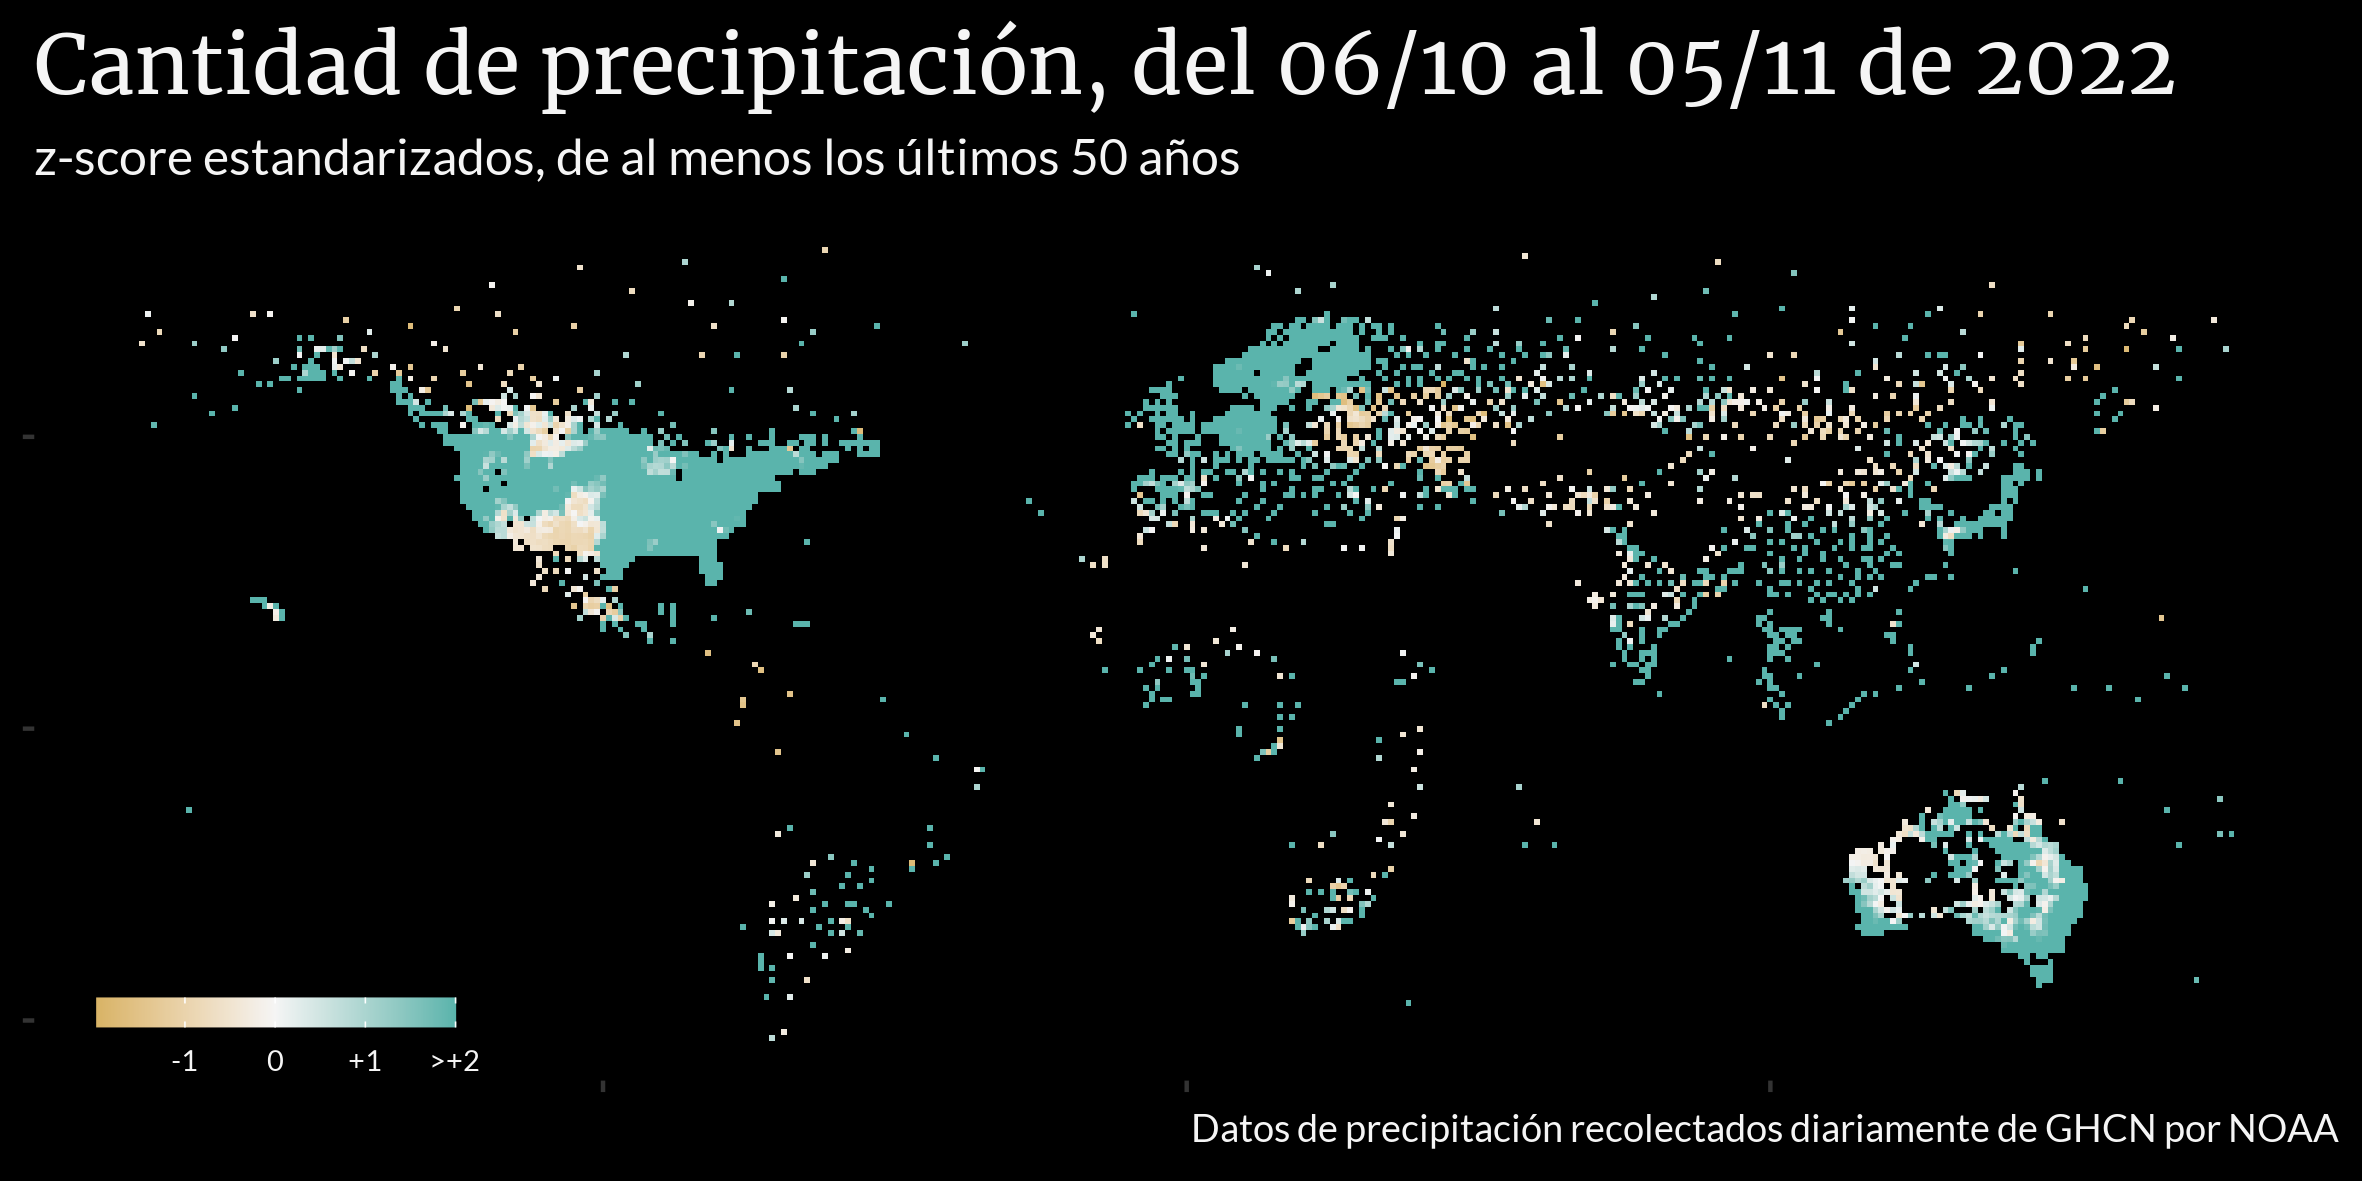 Cantidad de precipitación, del 06/10 al 05/11 de 2022
z-score estandarizados, de al menos los últimos 50 años
-1 0 +1 >+2
Datos de precipitación recolectados diariamente de GHCN por NOAA